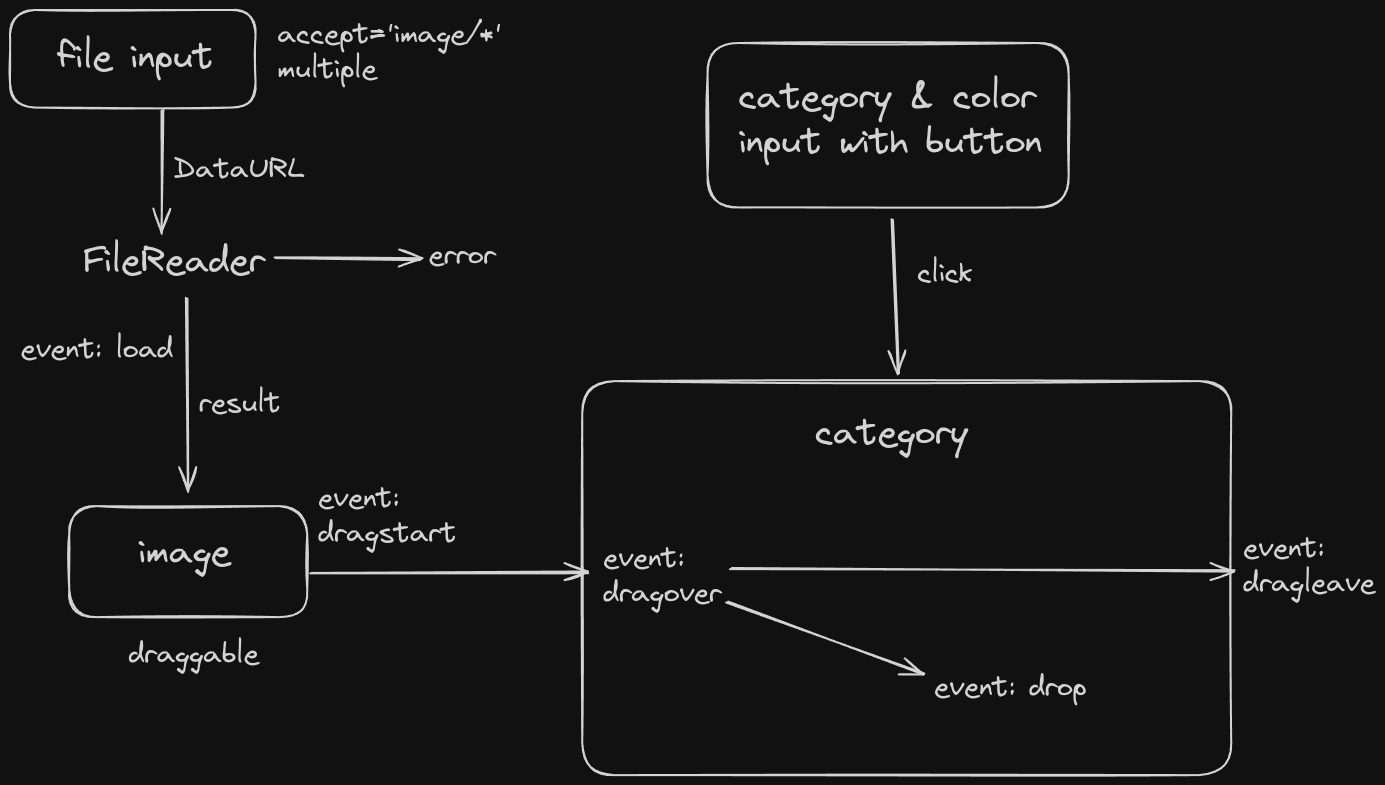 file input
accept='image/*'
multiple
DataURL
FileReader
error
event: load
result
image
draggable
event:
dragstart
category & color
input with button
click
category
event:
dragover
event: drop
event:
dragleave